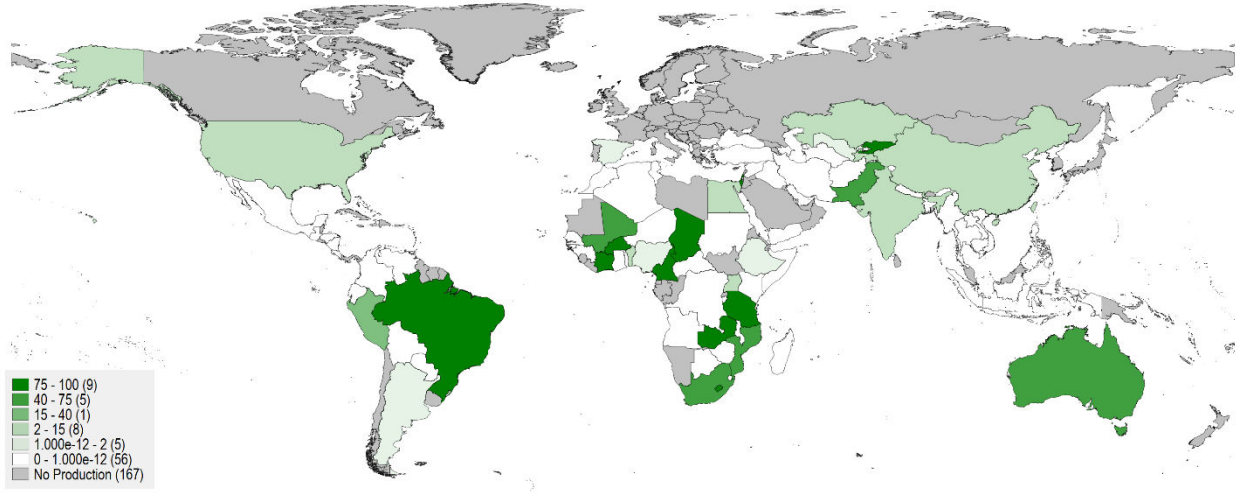 75 - 100 (9)
40 - 75 (5)
15 - 40 (1)
2 - 15 (8)
1.000e-12 - 2 (5)
0 - 1.000e-12 (56)
No Production (167)